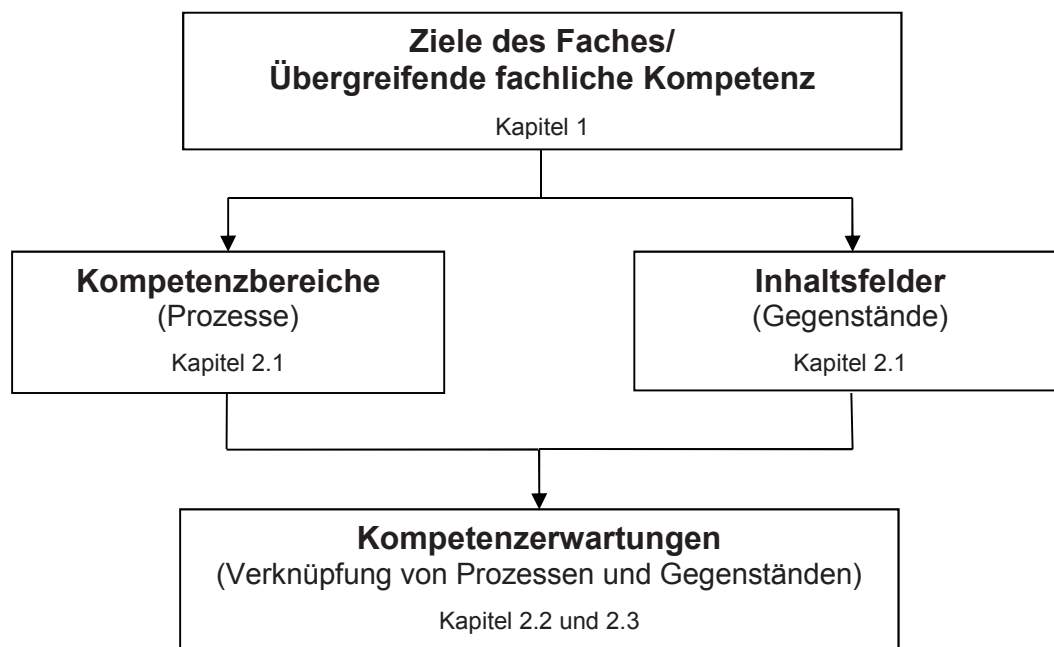 Ziele des Faches/
Übergreifende fachliche Kompetenz
Kapitel 1
Kompetenzbereiche
(Prozesse)
Kapitel 2.1
Inhaltsfelder
(Gegenstände)
Kapitel 2.1
Kompetenzerwartungen
(Verknüpfung von Prozessen und Gegenständen)
Kapitel 2.2 und 2.3